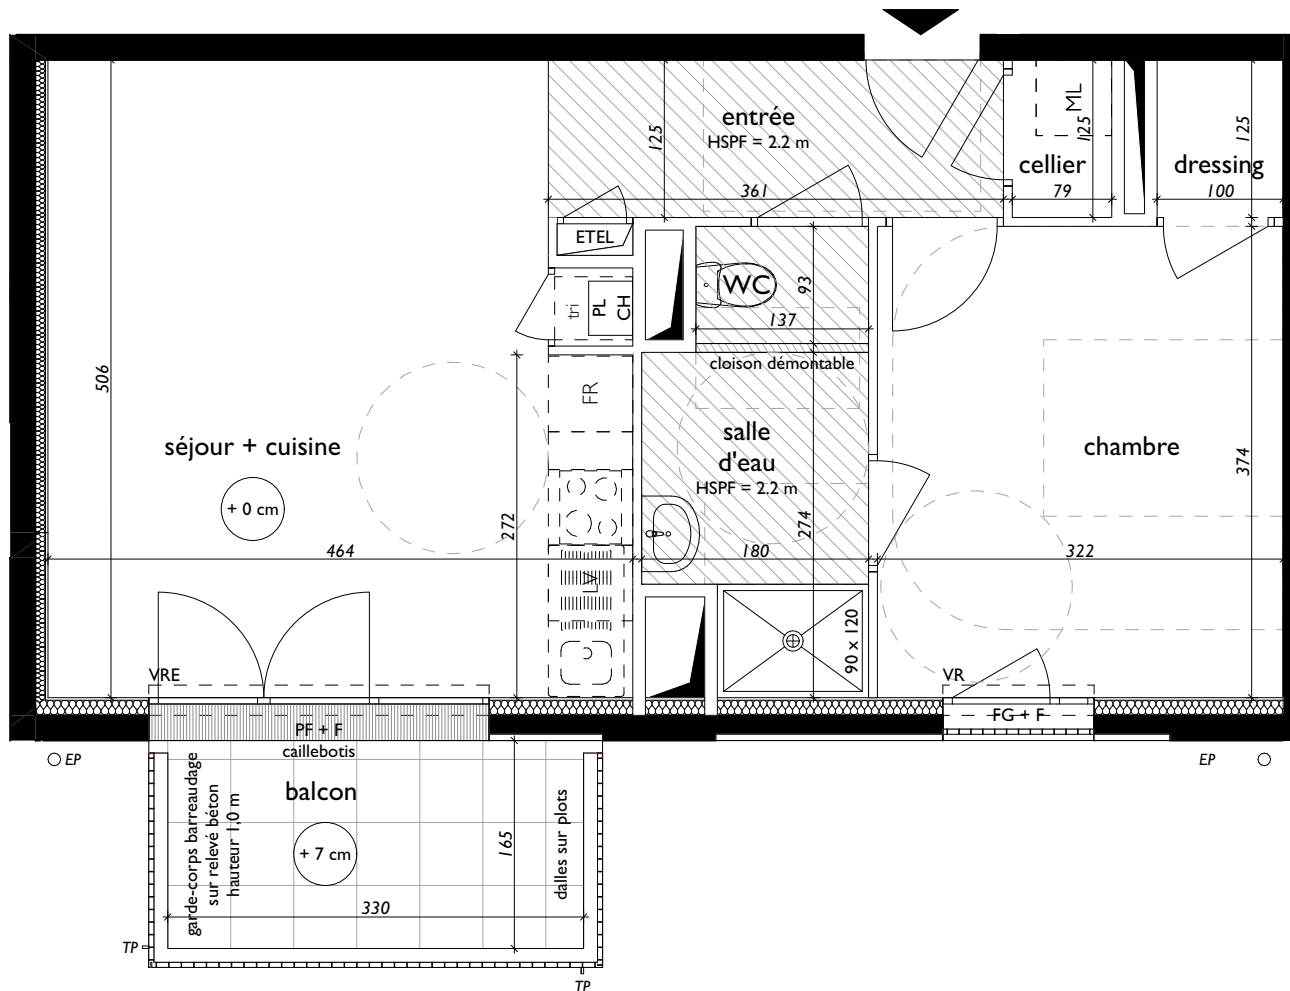 entrée
HSPF = 2.2 m
125
361
ML
125
cellier
79
125
dressing
100
ETEL
tri
PL
CH
WC
93
137
cloison démontable
506
FR
séjour + cuisine
+ 0 cm
464
272
LV
salle
d'eau
HSPF = 2.2 m
274
180
90 x 120
chambre
374
322
VRE
VR
PF + F
caillebotis
FG + F
EP
EP
balcon
+ 7 cm
garde-corps barreaudage
sur relevé béton
hauteur 1,0 m
165
dalles sur plots
330
TP
TP